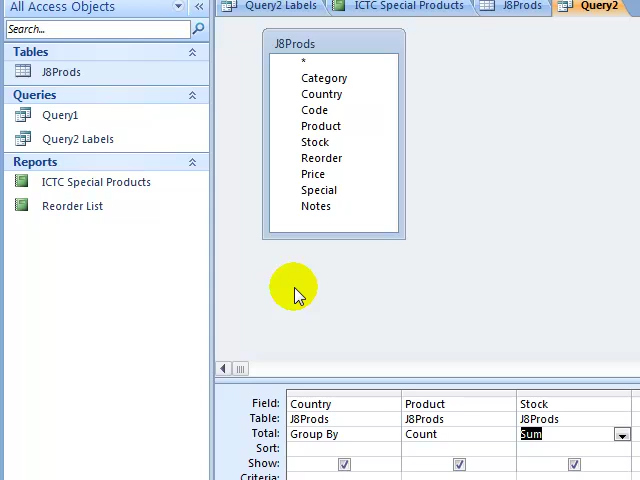 All Access Objects
Query2 Labels
ICTC Special Products
J8Prods
Query2
Search...
Tables
J8Prods
Queries
Query1
Query2 Labels
Reports
ICTC Special Products
Reorder List
J8Prods
*
Category
Country
Code
Product
Stock
Reorder
Price
Special
Notes
Field: Country Product Stock
Table: J8Prods J8Prods J8Prods
Total: Group By Count Sum
Sort:
Show:
Criteria: